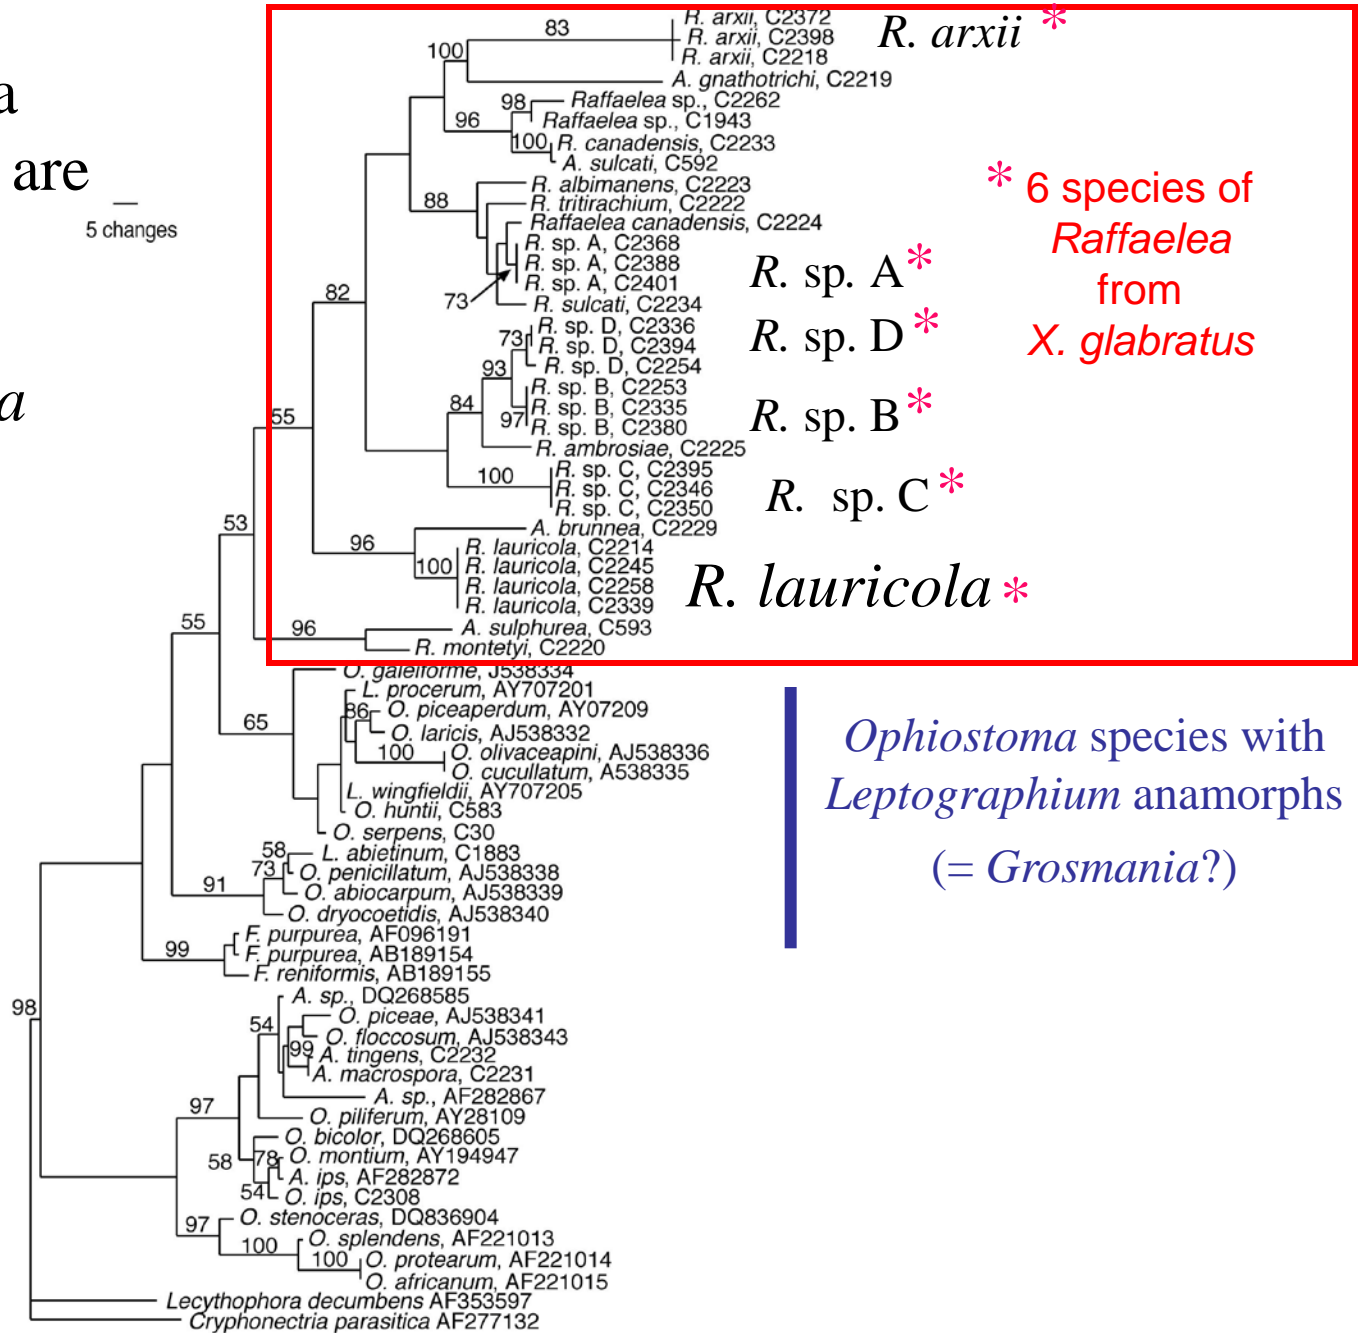 a
are
5 changes
a
83
R. arxii, C2372
R. arxii, C2398
R. arxii, C2218
R. arxii *
100
A. gnathotrichi, C2219
98
Raffaelea sp., C2262
96
Raffaelea sp., C1943
100
R. canadensis, C2233
A. sulcati, C592
88
R. albimanens, C2223
R. tritirachium, C2222
Raffaelea canadensis, C2224
R. sp. A, C2368
R. sp. A, C2388
R. sp. A, C2401
73
R. sulcati, C2234
R. sp. A *
* 6 species of
Raffaelea
from
X. glabratus
82
73
R. sp. D, C2336
R. sp. D, C2394
93
R. sp. D, C2254
R. sp. D *
R. sp. B, C2253
84
R. sp. B, C2335
97
R. sp. B, C2380
R. sp. B *
55
R. ambrosiae, C2225
100
R. sp. C, C2395
R. sp. C, C2346
R. sp. C, C2350
R. sp. C *
53
A. brunnea, C2229
96
R. lauricola, C2214
100
R. lauricola, C2245
R. lauricola, C2258
R. lauricola, C2339
R. lauricola *
55
96
A. sulphurea, C593
R. montetyi, C2220
O. galeiforme, J538334
L. procerum, AY707201
86
O. piceaperdum, AY07209
65
O. laricis, AJ538332
100
O. olivaceapini, AJ538336
O. cucullatum, A538335
L. wingfieldii, AY707205
O. huntii, C583
O. serpens, C30
Ophiostoma species with
Leptographium anamorphs
(= Grosmania?)
58
L. abietinum, C1883
73
O. penicillatum, AJ538338
91
O. abiocarpum, AJ538339
O. dryocoetidis, AJ538340
F. purpurea, AF096191
99
F. purpurea, AB189154
F. reniformis, AB189155
98
A. sp., DQ268585
54
O. piceae, AJ538341
O. floccosum, AJ538343
99
A. tingens, C2232
A. macrospora, C2231
A. sp., AF282867
97
O. piliferum, AY28109
O. bicolor, DQ268605
58
78
O. montium, AY194947
A. ips, AF282872
54
O. ips, C2308
97
O. stenoceras, DQ836904
100
O. splendens, AF221013
100
O. protearum, AF221014
O. africanum, AF221015
Lecythophora decumbens AF353597
Cryphonectria parasitica AF277132